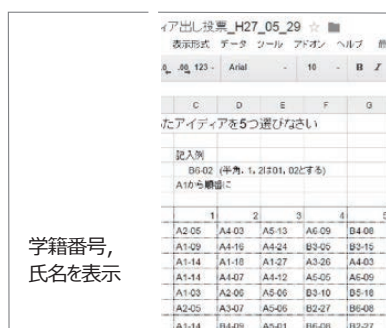 ィア出し投票_H27_05_29
表示形式 データ ツール アドオン ヘルプ
.0_ .00_ 123 - Arial - 10 - B I
C D E F G
たアイディアを5つ選びなさい
記入例
B6-02 (半角. 1, 2は01, 02とする)
A1から順番に
1 2 3 4 5
A2-05 A4-03 A5-13 A6-09 B4-08
A1-09 A4-16 A4-24 B3-05 B3-15
A1-14 A1-18 A1-27 A3-26 A4-03
A1-14 A4-07 A4-12 A5-05 A6-09
A1-03 A2-06 A5-06 B3-10 B5-18
A2-05 A3-07 A5-06 B2-27 B6-08
A1-14 B4-09 A5-01 B6-08 B2-27
学籍番号,
氏名を表示